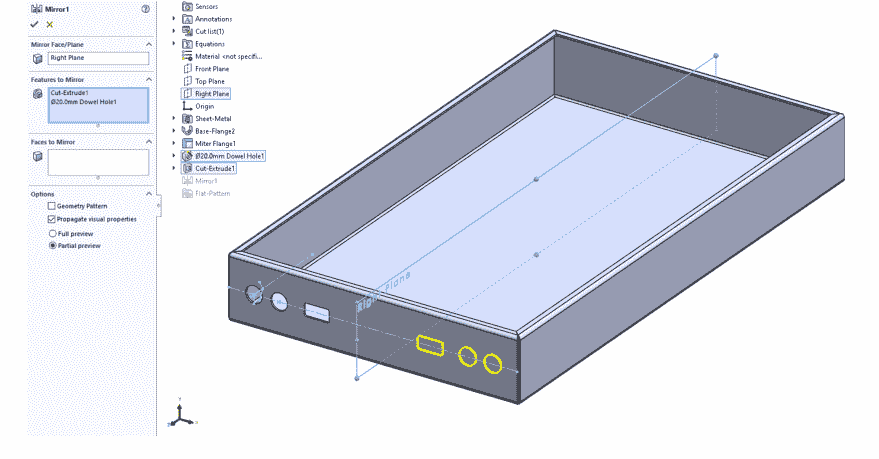 Mirror1
Mirror Face/Plane
Right Plane
Features to Mirror
Cut-Extrude1
Ø20.0mm Dowel Hole1
Faces to Mirror
Options
Geometry Pattern
Propagate visual properties
Full preview
Partial preview
Sensors
Annotations
Cut list(1)
Equations
Material <not specifi...
Front Plane
Top Plane
Right Plane
Origin
Sheet-Metal
Base-Flange2
Miter Flange1
Ø20.0mm Dowel Hole1
Cut-Extrude1
Mirror1
Flat-Pattern
Right Plane